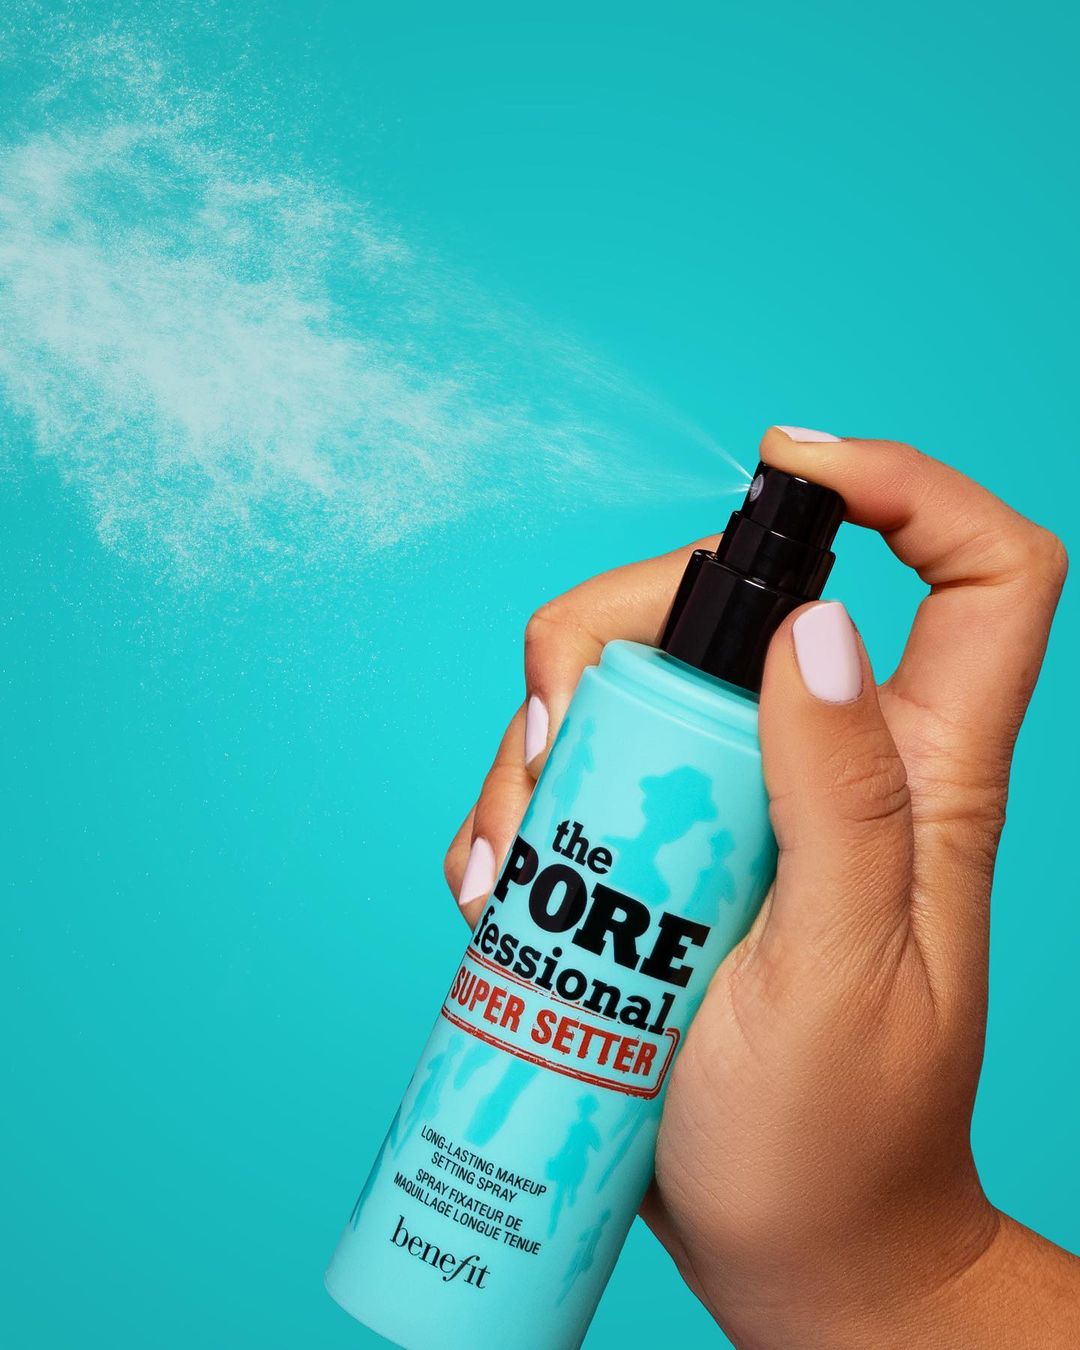 the
PORE
fessional
SUPER SETTER
LONG-LASTING MAKEUP
SETTING SPRAY
SPRAY FIXATEUR DE
MAQUILLAGE LONGUE TENUE
benefit